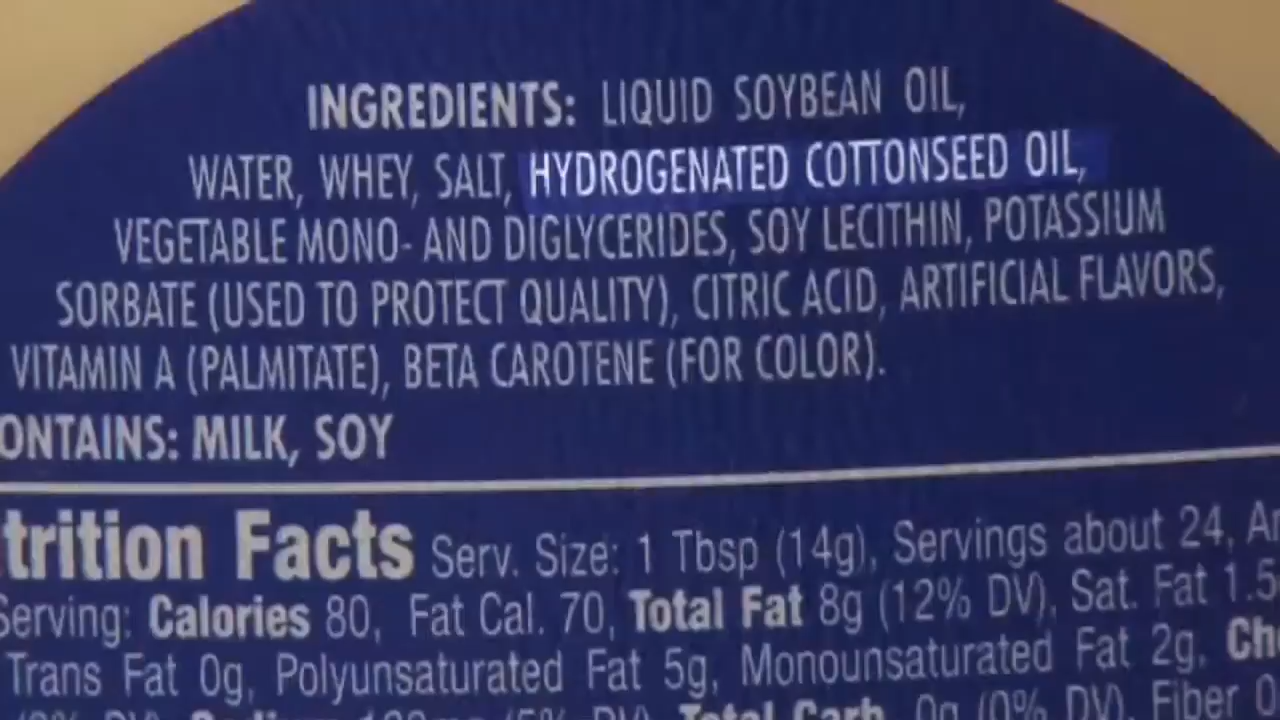 INGREDIENTS: LIQUID SOYBEAN OIL,
WATER, WHEY, SALT, HYDROGENATED COTTONSEED OIL,
VEGETABLE MONO- AND DIGLYCERIDES, SOY LECITHIN, POTASSIUM
SORBATE (USED TO PROTECT QUALITY), CITRIC ACID, ARTIFICIAL FLAVORS,
VITAMIN A (PALMITATE), BETA CAROTENE (FOR COLOR).
ONTAINS: MILK, SOY
trition Facts Serv. Size: 1 Tbsp (14g), Servings about 24, A
Serving: Calories 80, Fat Cal. 70, Total Fat 8g (12% DV), Sat. Fat 1.5
Trans Fat 0g, Polyunsaturated Fat 5g, Monounsaturated Fat 2g, Ch
DV), (5% DV), Total Carb. 0g (0% DV), Fiber 0